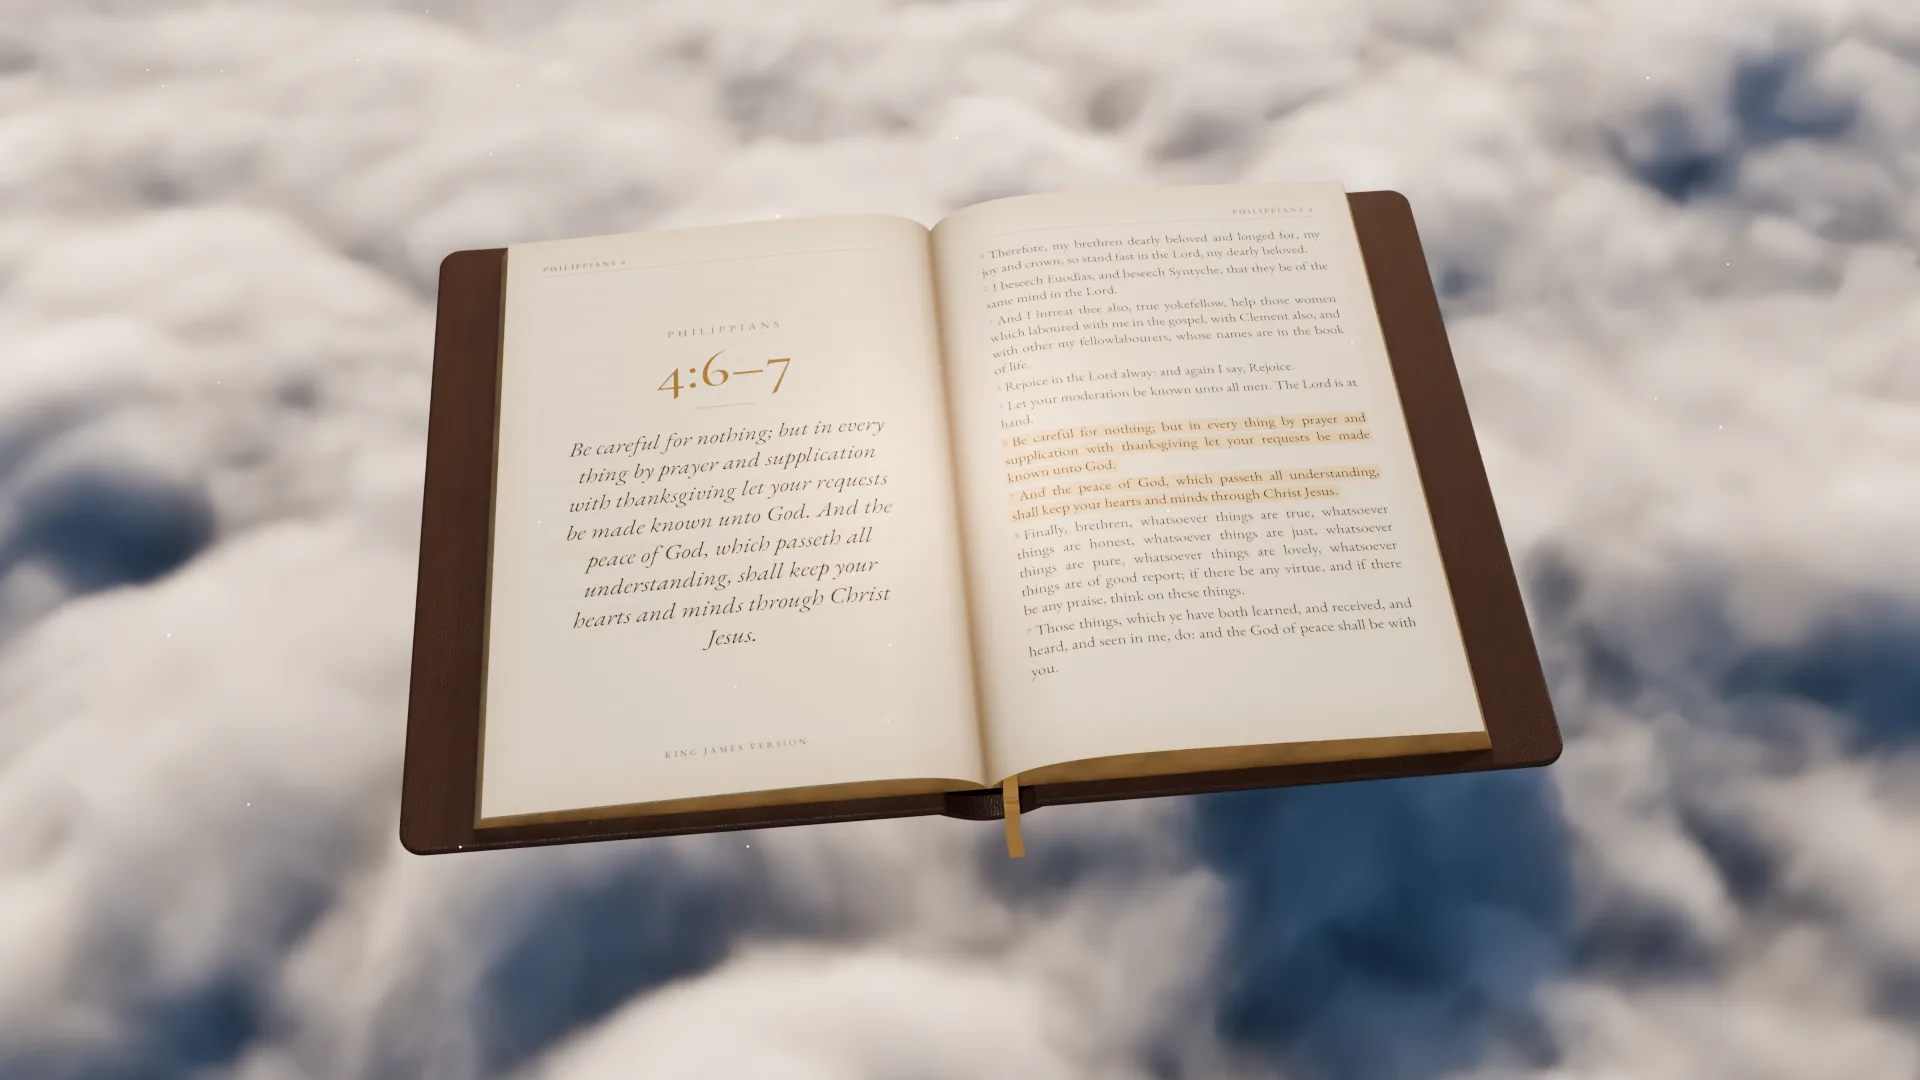 PHILIPPIANS 4
PHILIPPIANS
4:6–7
Be careful for nothing; but in every
thing by prayer and supplication
with thanksgiving let your requests
be made known unto God. And the
peace of God, which passeth all
understanding, shall keep your
hearts and minds through Christ
Jesus.
KING JAMES VERSION
PHILIPPIANS 4
Therefore, my brethren dearly beloved and longed for, my
joy and crown, so stand fast in the Lord, my dearly beloved.
I beseech Euodias, and beseech Syntyche, that they be of the
same mind in the Lord.
And I intreat thee also, true yokefellow, help those women
which laboured with me in the gospel, with Clement also, and
with other my fellowlabourers, whose names are in the book
of life.
Rejoice in the Lord alway: and again I say, Rejoice.
Let your moderation be known unto all men. The Lord is at
hand.
Be careful for nothing; but in every thing by prayer and
supplication with thanksgiving let your requests be made
known unto God.
And the peace of God, which passeth all understanding,
shall keep your hearts and minds through Christ Jesus.
Finally, brethren, whatsoever things are true, whatsoever
things are honest, whatsoever things are just, whatsoever
things are pure, whatsoever things are lovely, whatsoever
things are of good report; if there be any virtue, and if there
be any praise, think on these things.
Those things, which ye have both learned, and received, and
heard, and seen in me, do: and the God of peace shall be with
you.